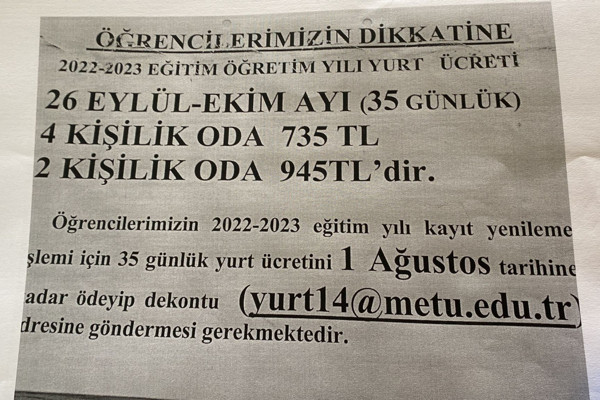 ÖĞRENCİLERİMİZİN DİKKATİNE
2022-2023 EĞİTİM ÖĞRETİM YILI YURT ÜCRETİ
26 EYLÜL-EKİM AYI (35 GÜNLÜK)
4 KİŞİLİK ODA 735 TL
2 KİŞİLİK ODA 945TL’dir.
Öğrencilerimizin 2022-2023 eğitim yılı kayıt yenileme
şlemi için 35 günlük yurt ücretini 1 Ağustos tarihine
adar ödeyip dekontu (yurt14@metu.edu.tr)
dresine göndermesi gerekmektedir.